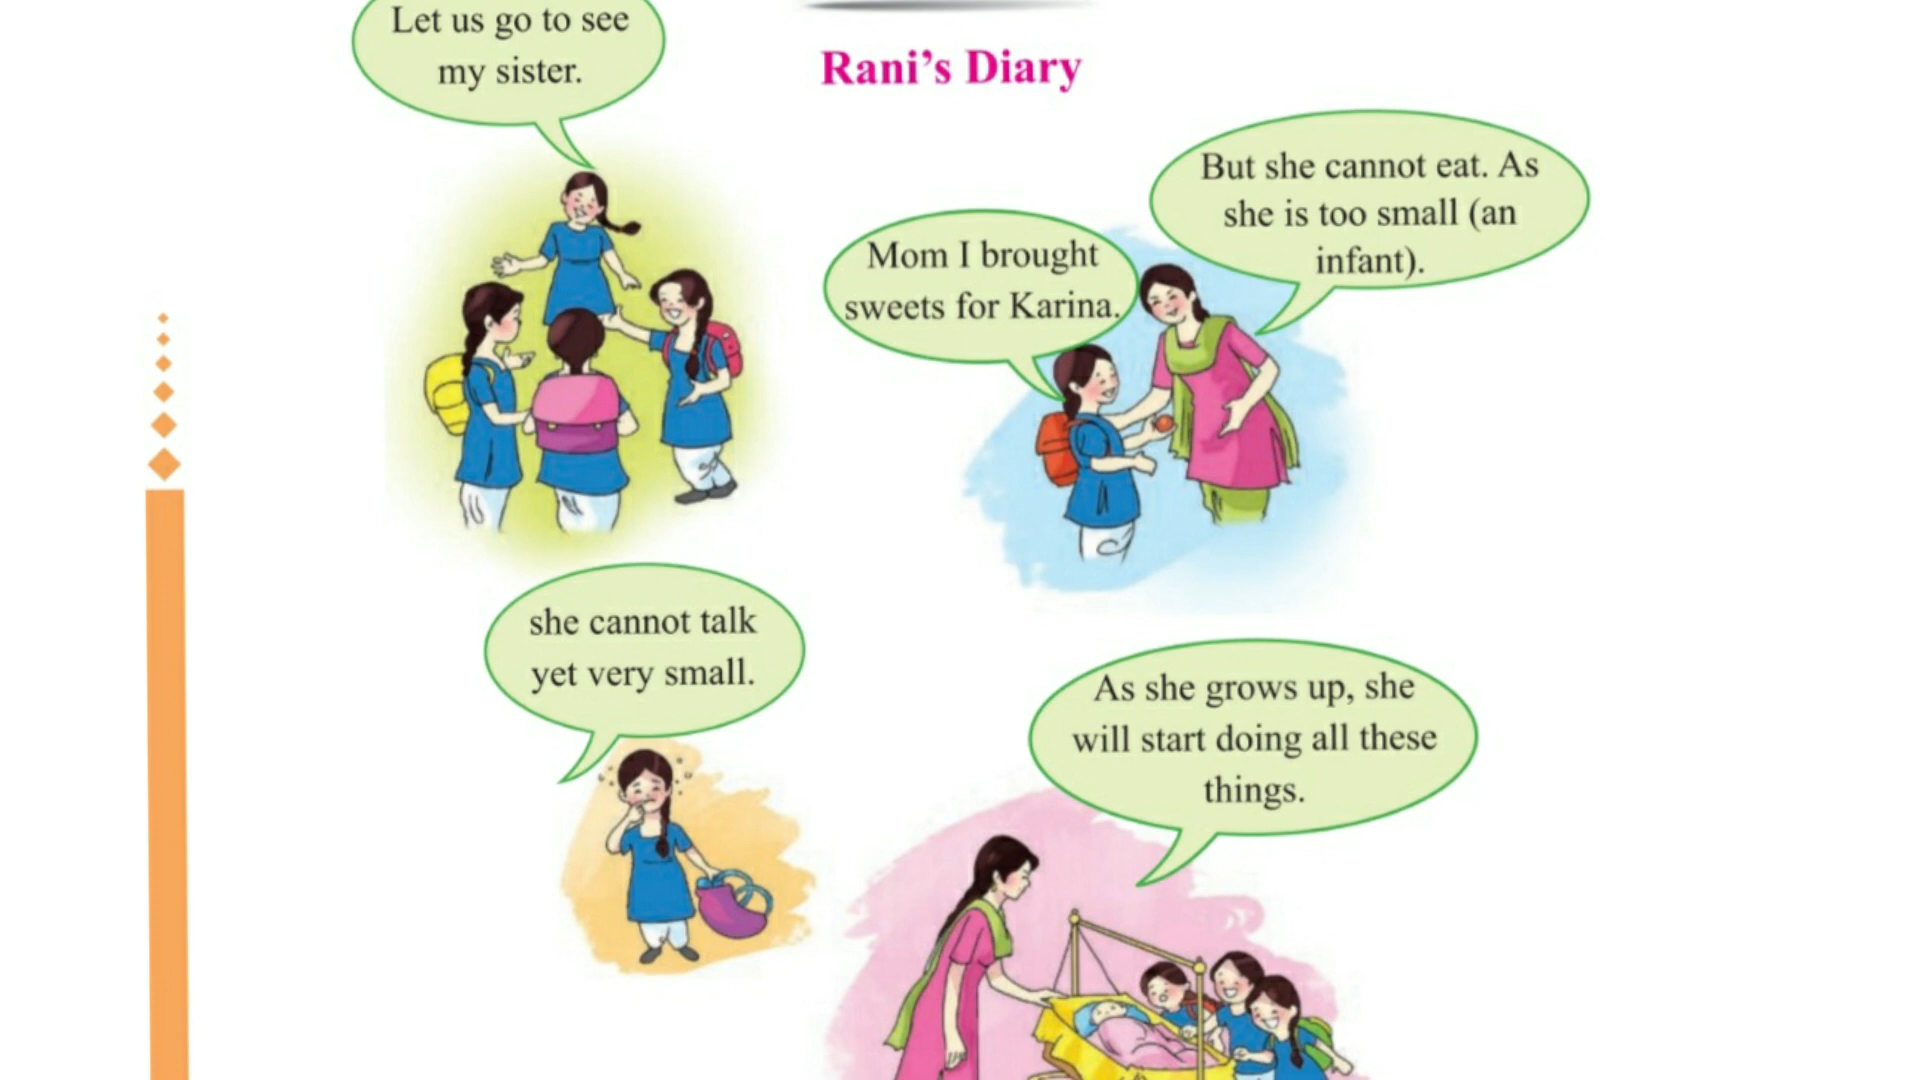 Let us go to see
my sister.
Rani's Diary
Mom I brought
sweets for Karina.
But she cannot eat. As
she is too small (an
infant).
she cannot talk
yet very small.
As she grows up, she
will start doing all these
things.